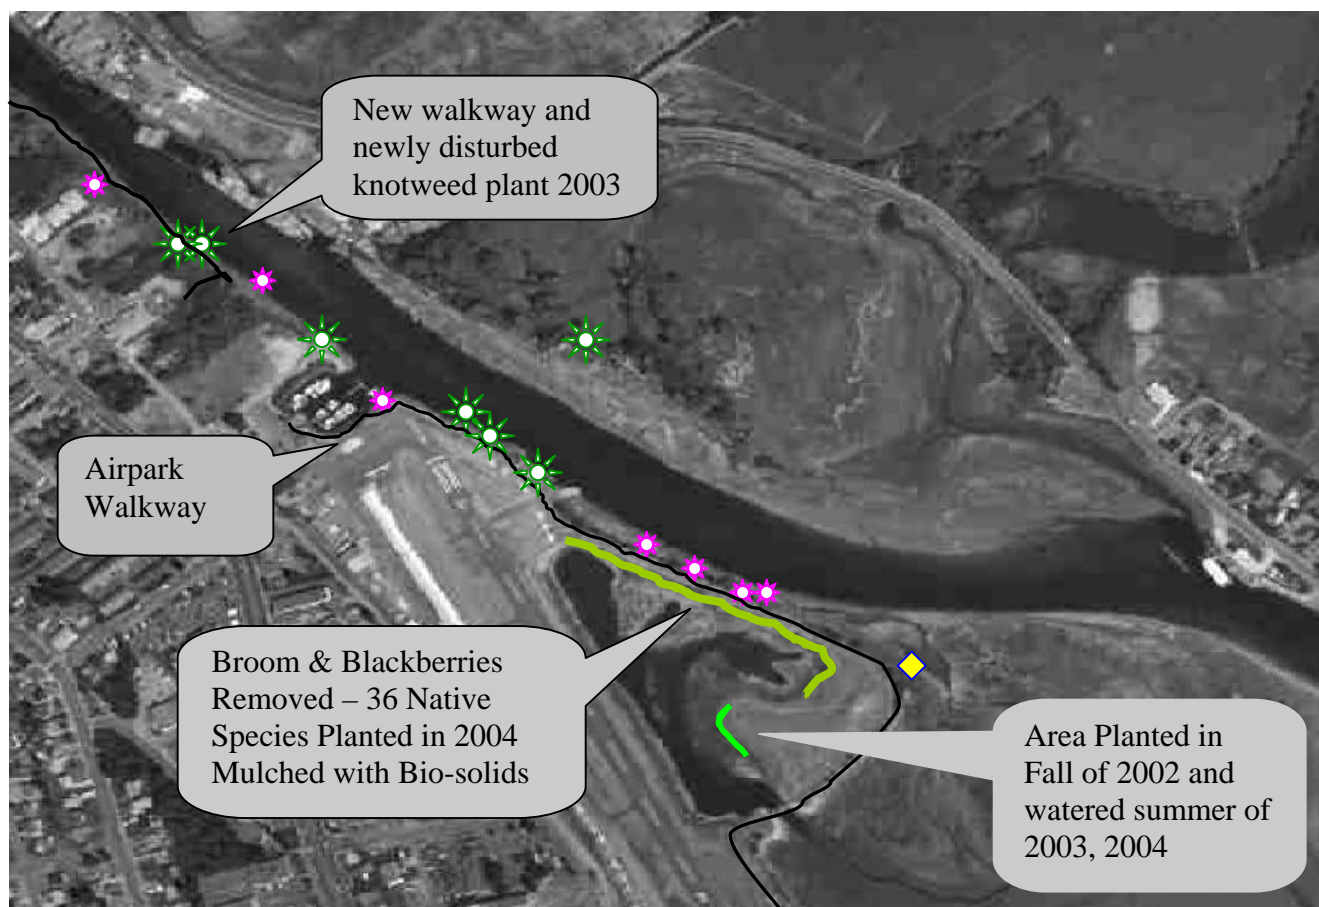 New walkway and
newly disturbed
knotweed plant 2003
Airpark
Walkway
Broom & Blackberries
Removed – 36 Native
Species Planted in 2004
Mulched with Bio-solids
Area Planted in
Fall of 2002 and
watered summer of
2003, 2004